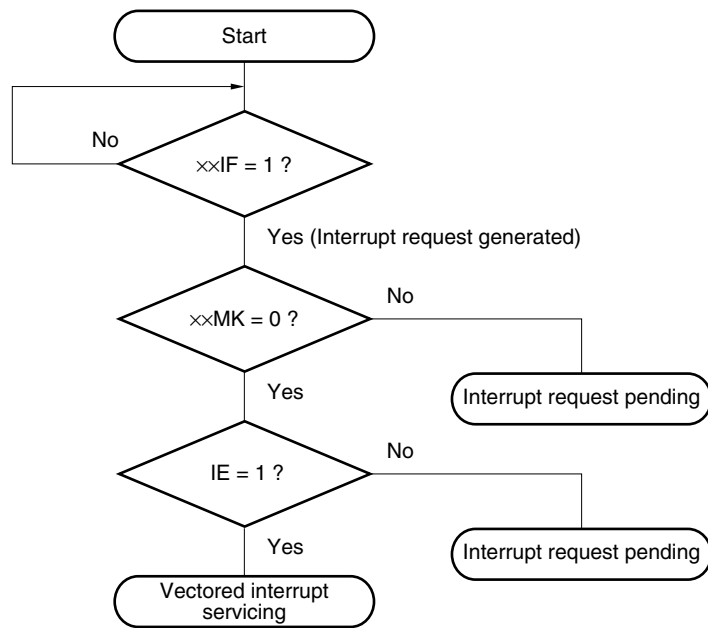 Start
No
××IF = 1 ?
Yes (Interrupt request generated)
××MK = 0 ?
No
Yes
Interrupt request pending
IE = 1 ?
No
Yes
Interrupt request pending
Vectored interrupt
servicing